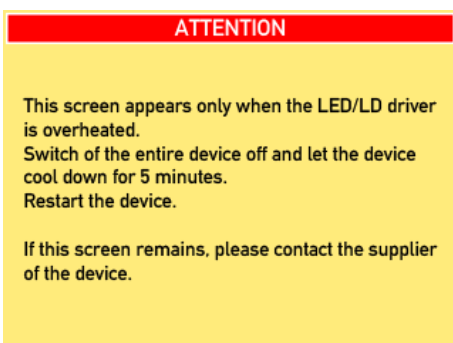 ATTENTION
This screen appears only when the LED/LD driver
is overheated.
Switch of the entire device off and let the device
cool down for 5 minutes.
Restart the device.
If this screen remains, please contact the supplier
of the device.